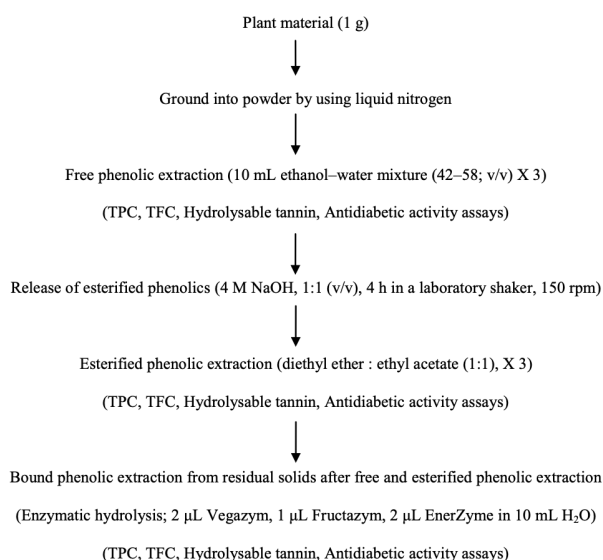 Plant material (1 g)
Ground into powder by using liquid nitrogen
Free phenolic extraction (10 mL ethanol–water mixture (42–58; v/v) X 3)
(TPC, TFC, Hydrolysable tannin, Antidiabetic activity assays)
Release of esterified phenolics (4 M NaOH, 1:1 (v/v), 4 h in a laboratory shaker, 150 rpm)
Esterified phenolic extraction (diethyl ether : ethyl acetate (1:1), X 3)
(TPC, TFC, Hydrolysable tannin, Antidiabetic activity assays)
Bound phenolic extraction from residual solids after free and esterified phenolic extraction
(Enzymatic hydrolysis; 2 µL Vegazym, 1 µL Fructazym, 2 µL EnerZyme in 10 mL H₂O)
(TPC, TFC, Hydrolysable tannin, Antidiabetic activity assays)